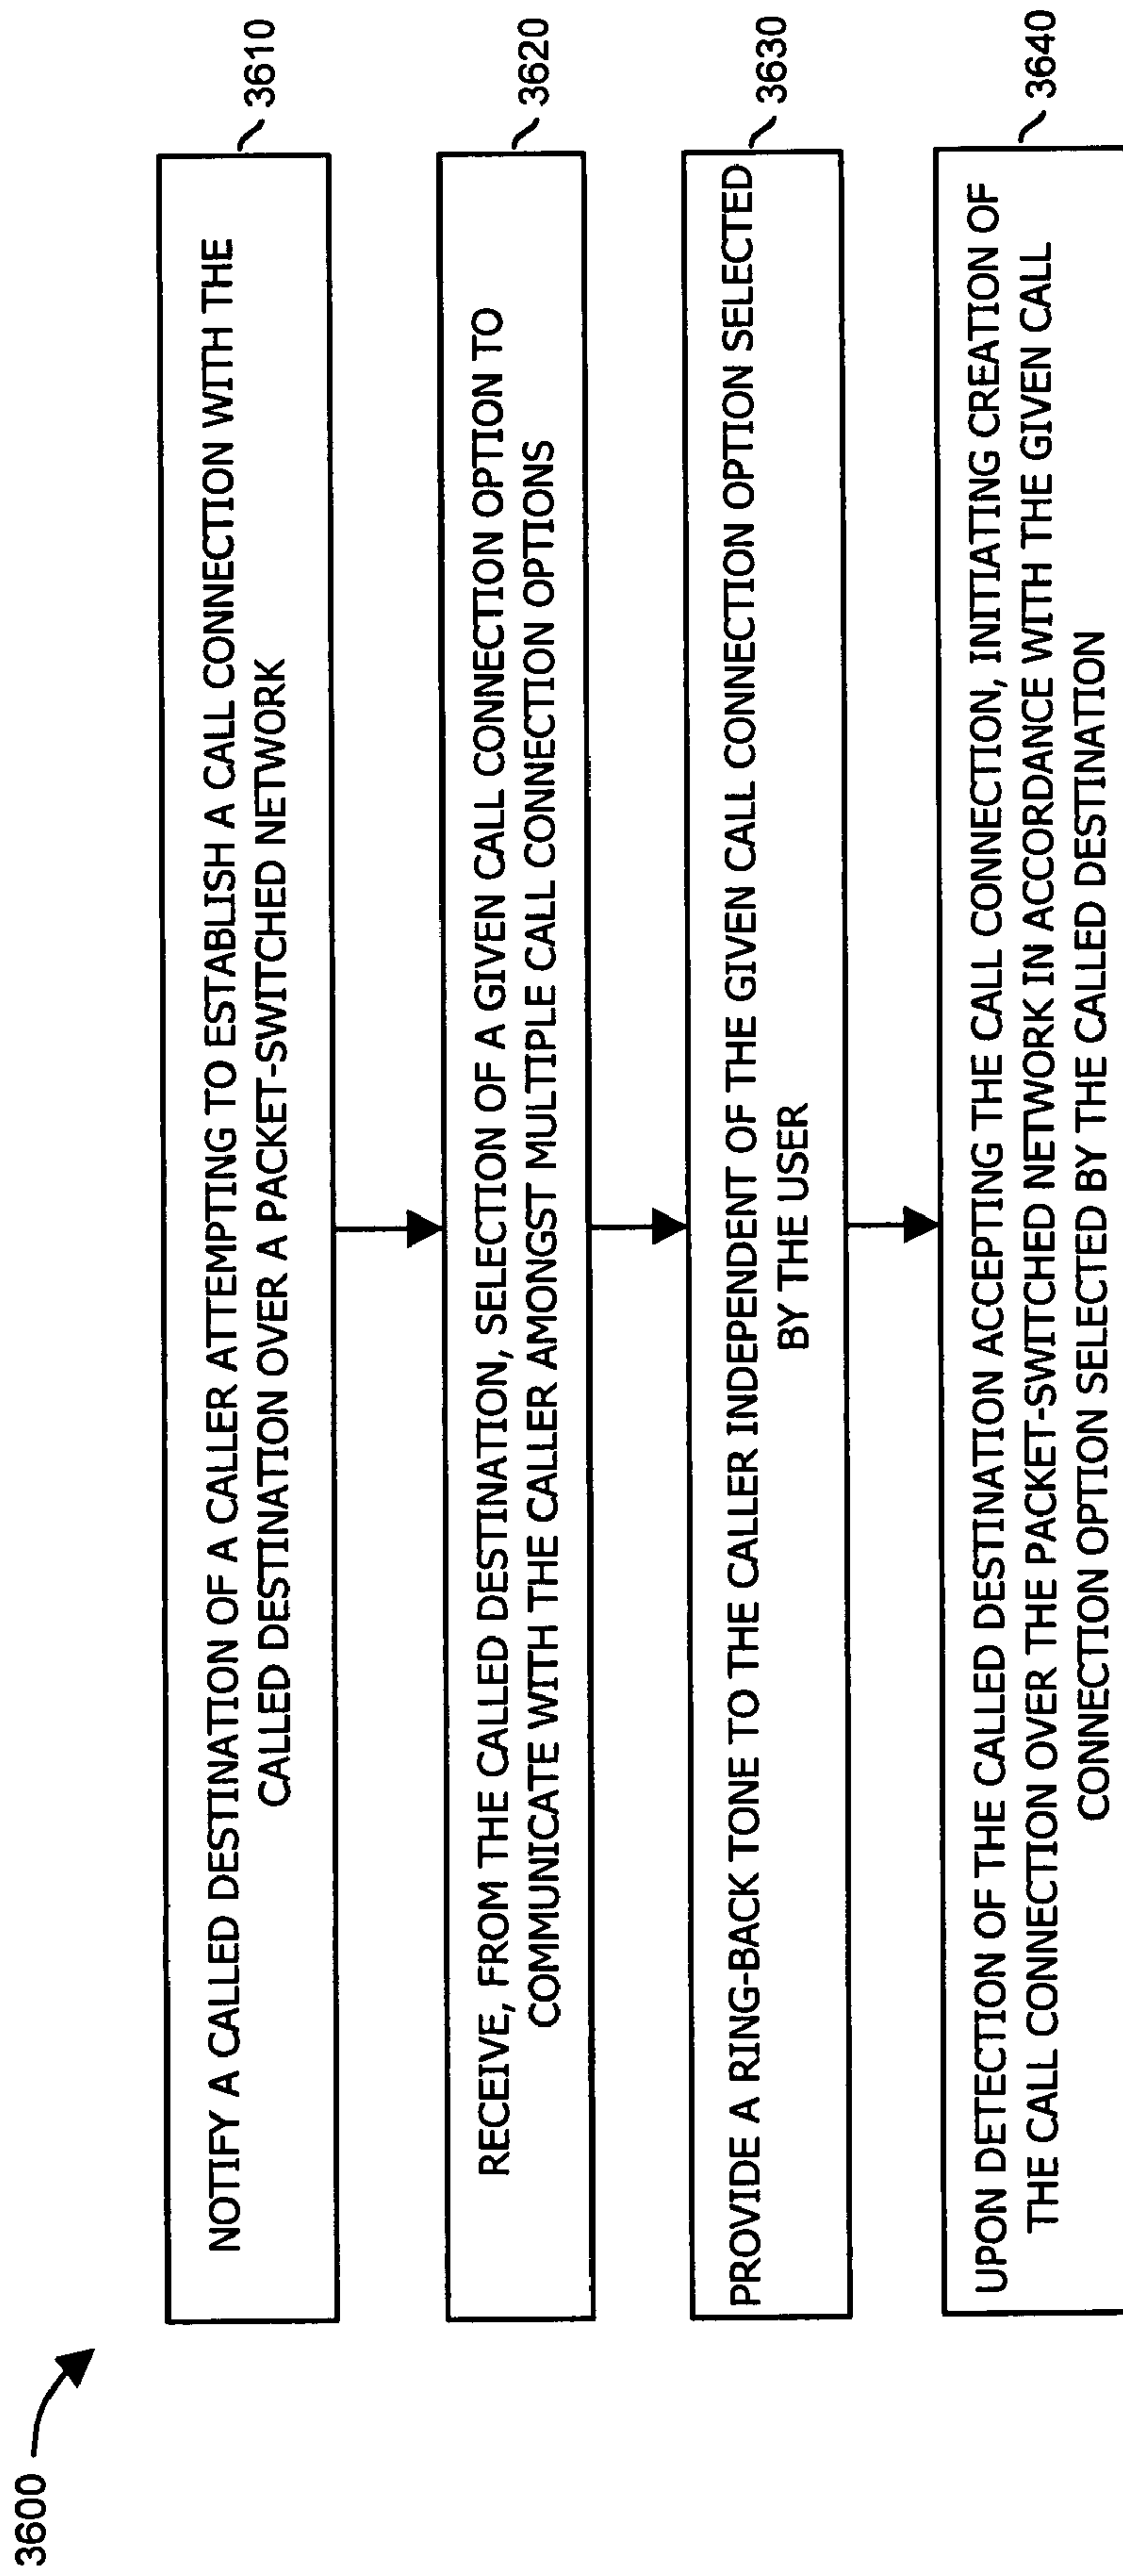 3600
NOTIFY A CALLED DESTINATION OF A CALLER ATTEMPTING TO ESTABLISH A CALL CONNECTION WITH THE
CALLED DESTINATION OVER A PACKET-SWITCHED NETWORK
3610
RECEIVE, FROM THE CALLED DESTINATION, SELECTION OF A GIVEN CALL CONNECTION OPTION TO
COMMUNICATE WITH THE CALLER AMONGST MULTIPLE CALL CONNECTION OPTIONS
3620
PROVIDE A RING-BACK TONE TO THE CALLER INDEPENDENT OF THE GIVEN CALL CONNECTION OPTION SELECTED
BY THE USER
3630
UPON DETECTION OF THE CALLED DESTINATION ACCEPTING THE CALL CONNECTION, INITIATING CREATION OF
THE CALL CONNECTION OVER THE PACKET-SWITCHED NETWORK IN ACCORDANCE WITH THE GIVEN CALL
CONNECTION OPTION SELECTED BY THE CALLED DESTINATION
3640